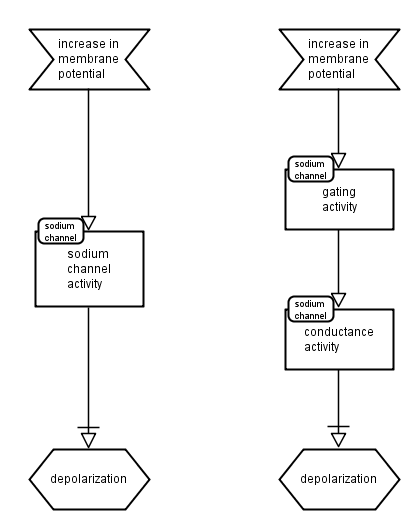 increase in
membrane
potential
sodium
channel
sodium
channel
activity
depolarization
increase in
membrane
potential
sodium
channel
gating
activity
sodium
channel
conductance
activity
depolarization